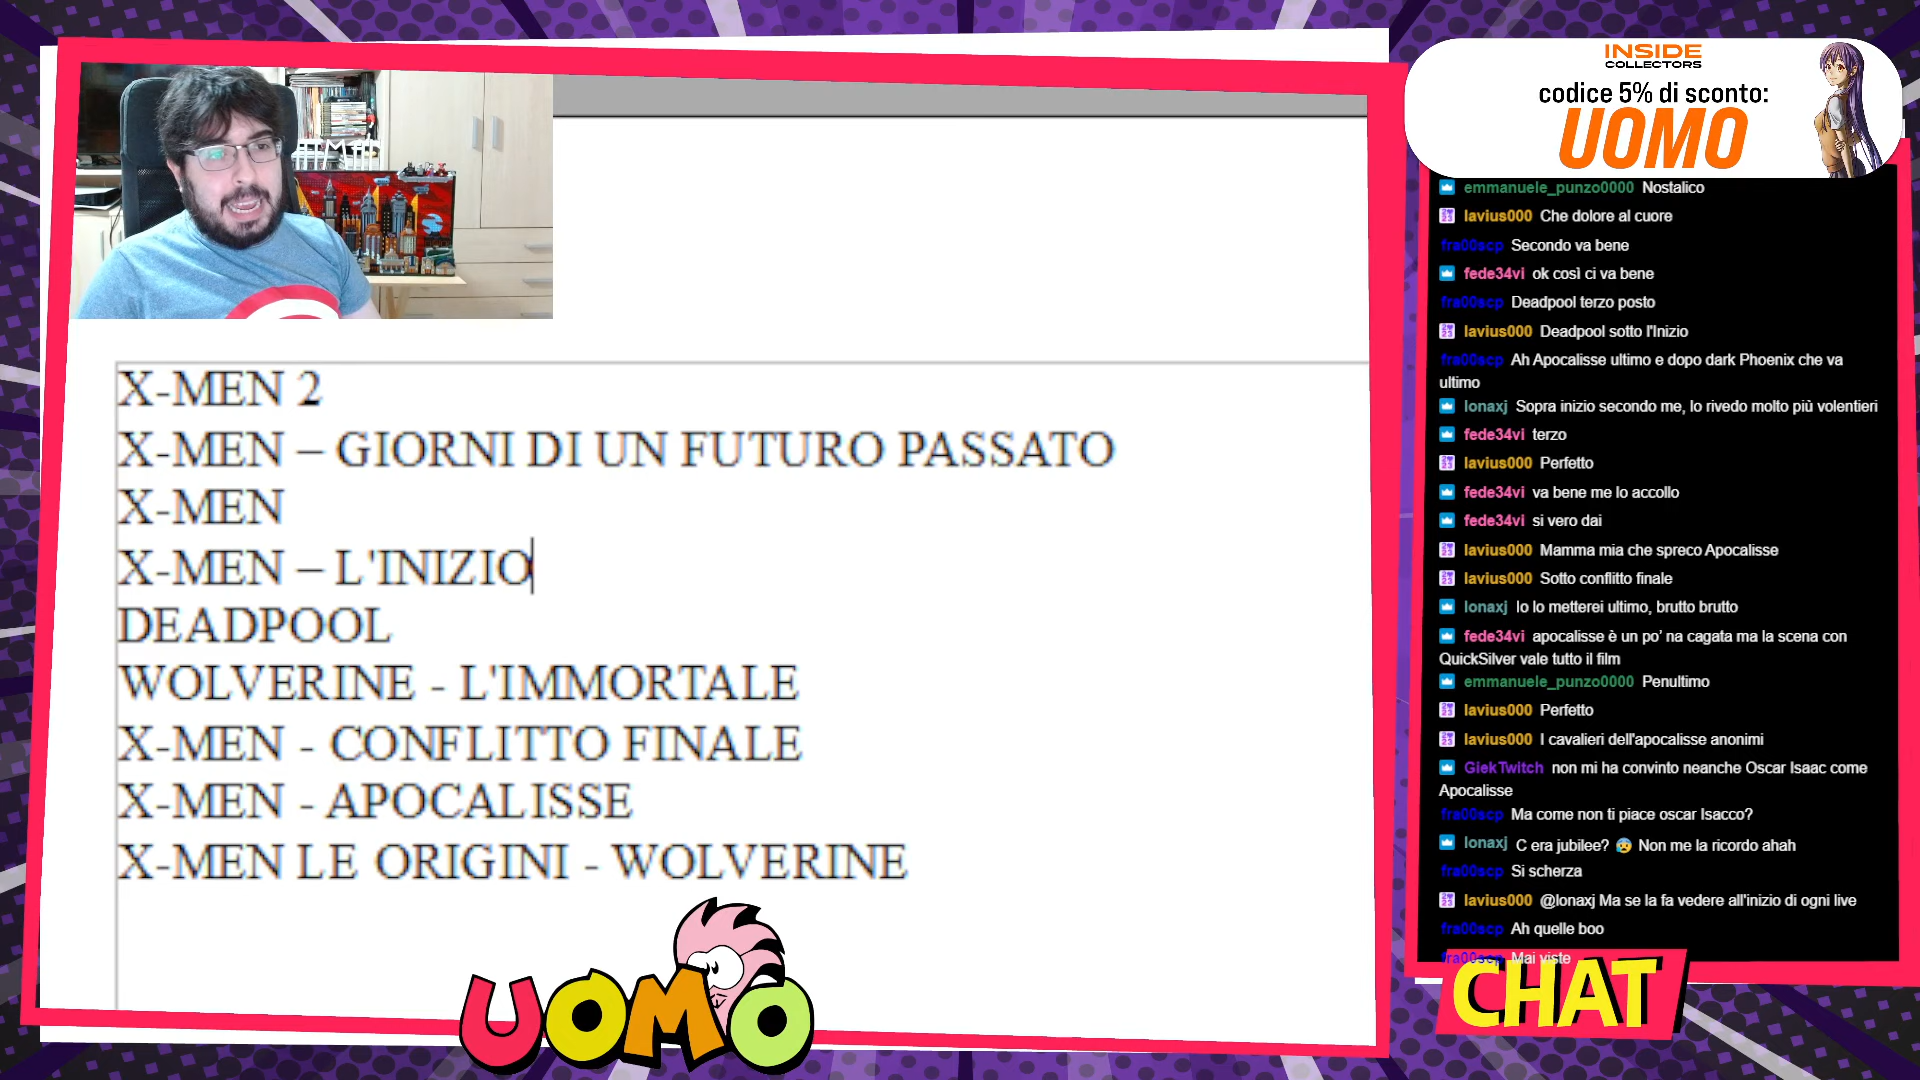 X-MEN 2
X-MEN – GIORNI DI UN FUTURO PASSATO
X-MEN
X-MEN – L'INIZIO
DEADPOOL
WOLVERINE - L'IMMORTALE
X-MEN - CONFLITTO FINALE
X-MEN - APOCALISSE
X-MEN LE ORIGINI - WOLVERINE
UOMO
INSIDE
COLLECTORS
codice 5% di sconto:
UOMO
emmanuele_punzo0000 Nostalico
lavius000 Che dolore al cuore
fra00scp Secondo va bene
fede34vi ok così ci va bene
fra00scp Deadpool terzo posto
lavius000 Deadpool sotto l'Inizio
fra00scp Ah Apocalisse ultimo e dopo dark Phoenix che va
ultimo
lonaxj Sopra inizio secondo me, lo rivedo molto più volentieri
fede34vi terzo
lavius000 Perfetto
fede34vi va bene me lo accollo
fede34vi si vero dai
lavius000 Mamma mia che spreco Apocalisse
lavius000 Sotto conflitto finale
lonaxj Io lo metterei ultimo, brutto brutto
fede34vi apocalisse è un po' na cagata ma la scena con
QuickSilver vale tutto il film
emmanuele_punzo0000 Penultimo
lavius000 Perfetto
lavius000 I cavalieri dell'apocalisse anonimi
GiekTwitch non mi ha convinto neanche Oscar Isaac come
Apocalisse
fra00scp Ma come non ti piace oscar Isacco?
lonaxj C era jubilee? 😰 Non me la ricordo ahah
fra00scp Si scherza
lavius000 @lonaxj Ma se la fa vedere all'inizio di ogni live
fra00scp Ah quelle boo
fra00scp Mai viste
CHAT